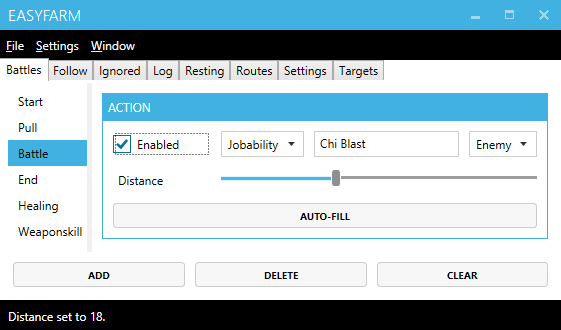 EASYFARM
File Settings Window
Battles Follow Ignored Log Resting Routes Settings Targets
Start
Pull
Battle
End
Healing
Weaponskill
ACTION
Enabled Jobability Chi Blast Enemy
Distance
AUTO-FILL
ADD DELETE CLEAR
Distance set to 18.